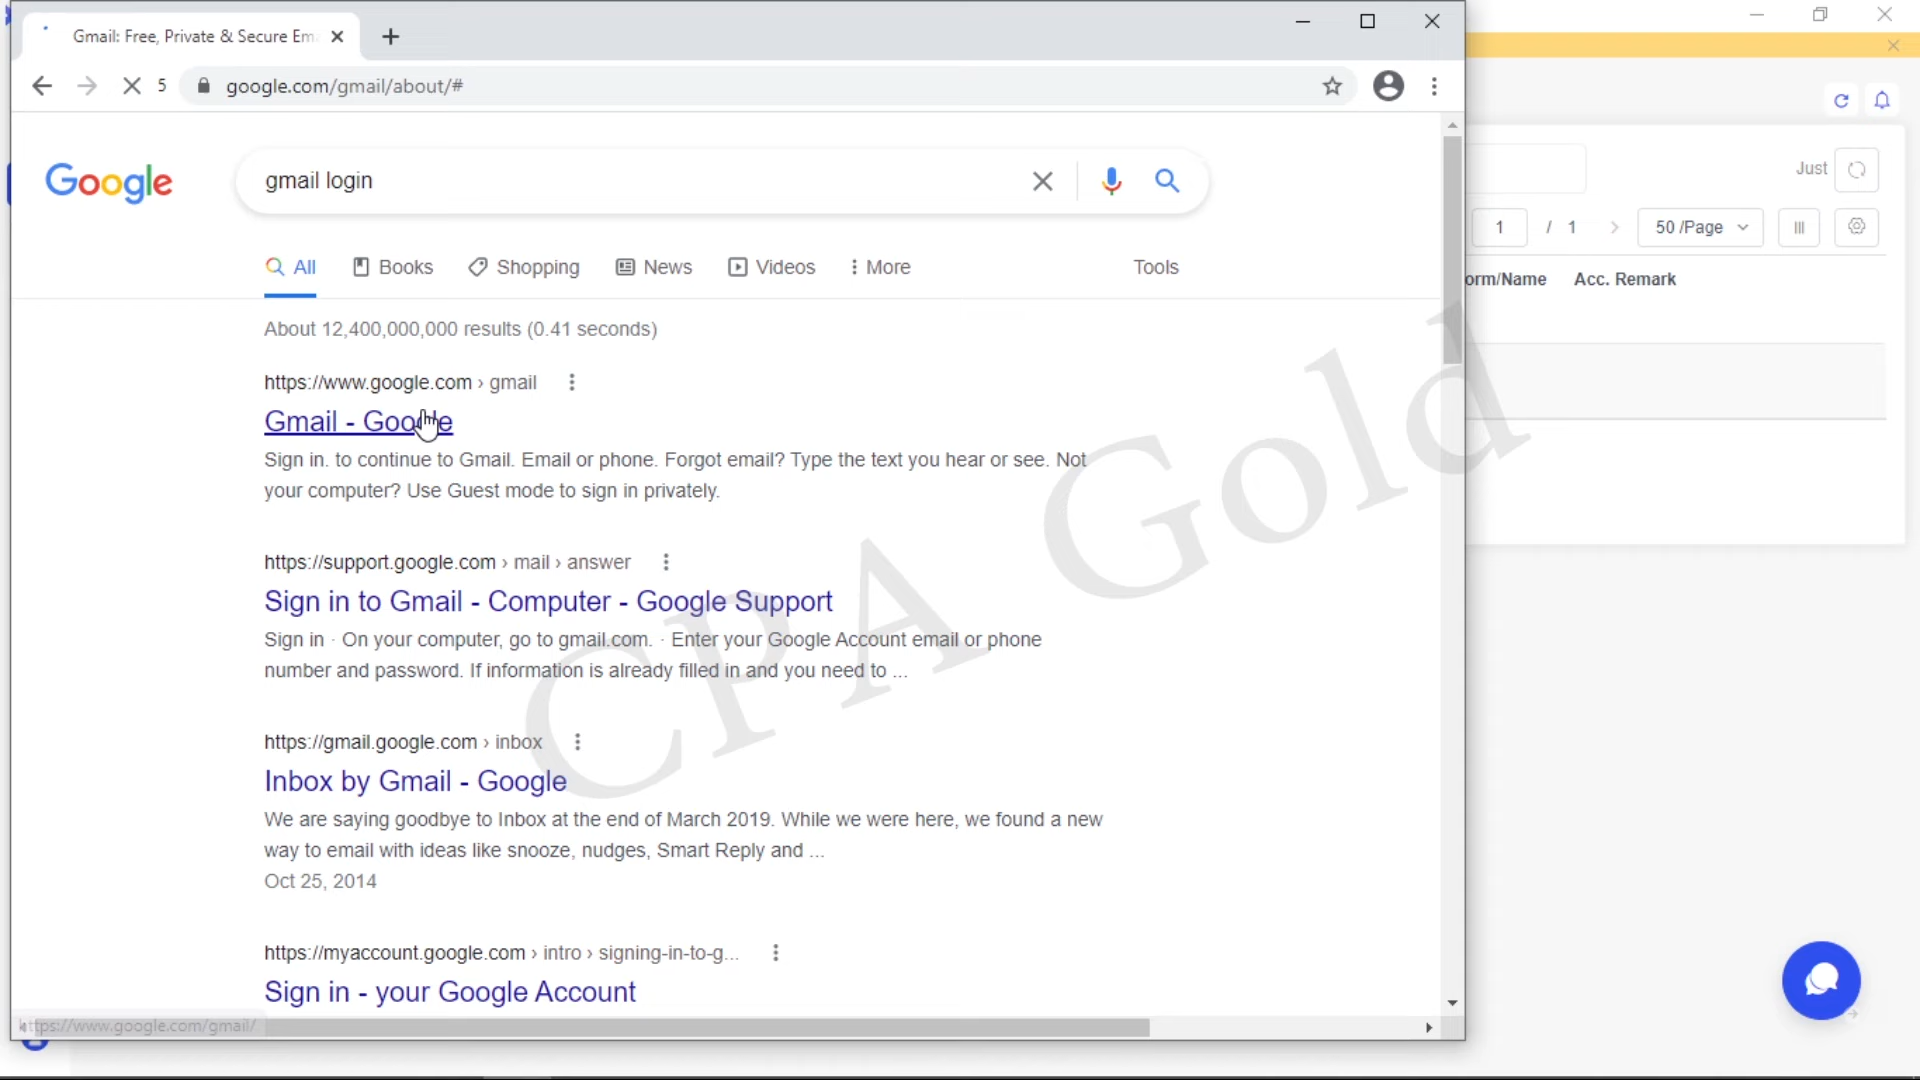 Gmail: Free, Private & Secure Em
5
google.com/gmail/about/#
Google
gmail login
All
Books
Shopping
News
Videos
More
Tools
About 12,400,000,000 results (0.41 seconds)
https://www.google.com › gmail
Gmail - Google
Sign in. to continue to Gmail. Email or phone. Forgot email? Type the text you hear or see. Not
your computer? Use Guest mode to sign in privately.
https://support.google.com › mail › answer
Sign in to Gmail - Computer - Google Support
Sign in · On your computer, go to gmail.com. · Enter your Google Account email or phone
number and password. If information is already filled in and you need to ...
https://gmail.google.com › inbox
Inbox by Gmail - Google
We are saying goodbye to Inbox at the end of March 2019. While we were here, we found a new
way to email with ideas like snooze, nudges, Smart Reply and ...
Oct 25, 2014
https://myaccount.google.com › intro › signing-in-to-g...
Sign in - your Google Account
https://www.google.com/gmail/
CPA Gold
Just
1 / 1
50 /Page
orm/Name
Acc. Remark